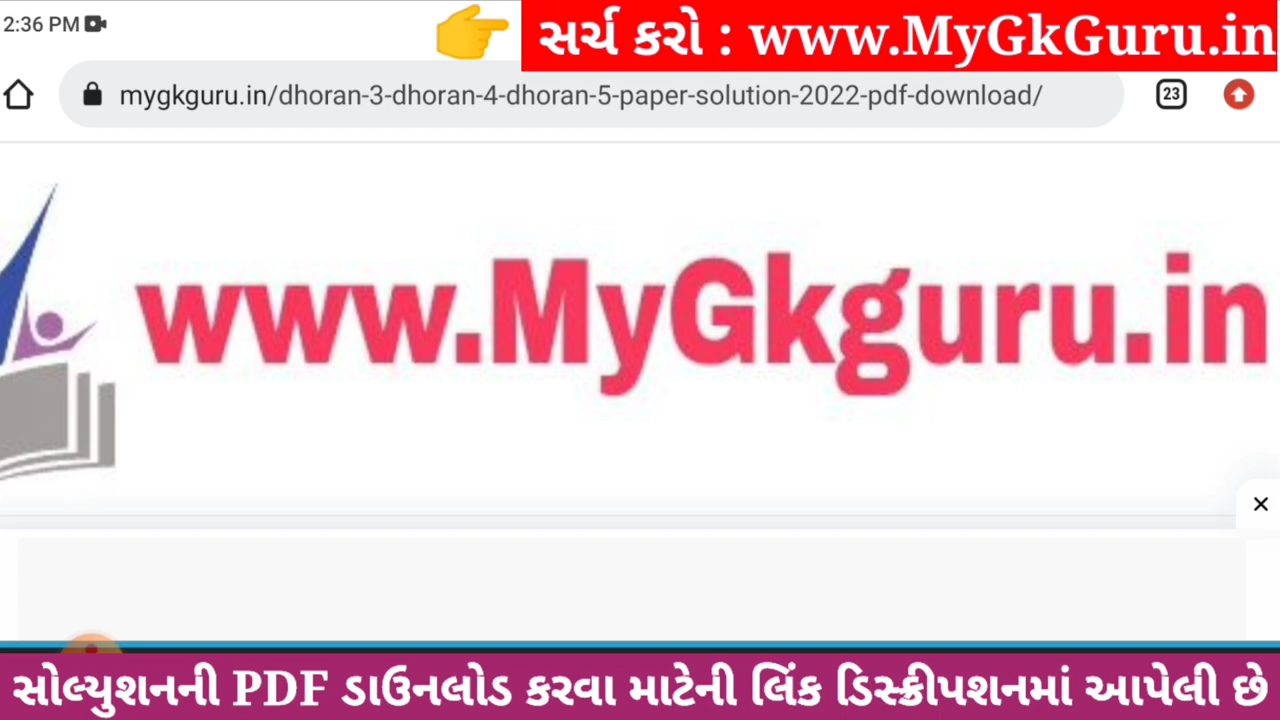 2:36 PM
સર્ચ કરો : www.MyGkGuru.in
mygkguru.in/dhoran-3-dhoran-4-dhoran-5-paper-solution-2022-pdf-download/
23
www.MyGkguru.in
સોલ્યુશનની PDF ડાઉનલોડ કરવા માટેની લિંક ડિસ્ક્રીપશનમાં આપેલી છે